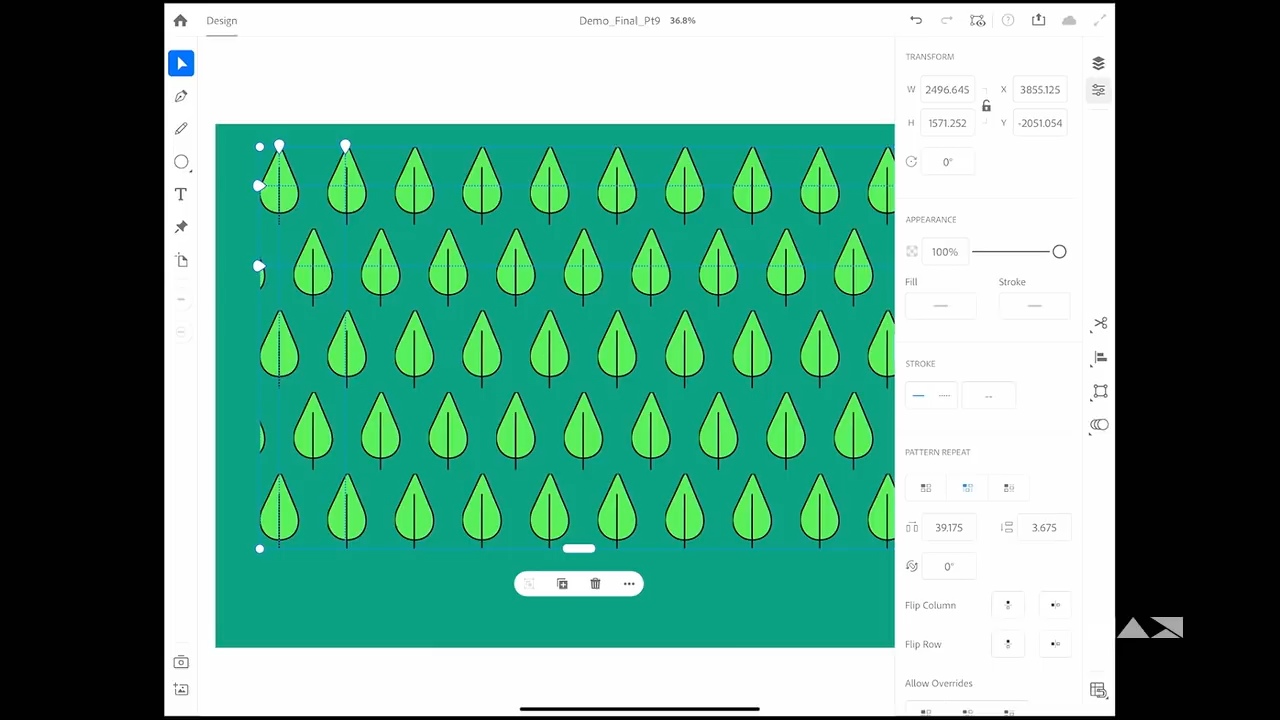 Design
Demo_Final_Pt9 36.8%
TRANSFORM
W 2496.645 X 3855.125
H 1571.252 Y -2051.054
0°
APPEARANCE
100%
Fill Stroke
STROKE
--
PATTERN REPEAT
39.175 3.675
0°
Flip Column
Flip Row
Allow Overrides
T